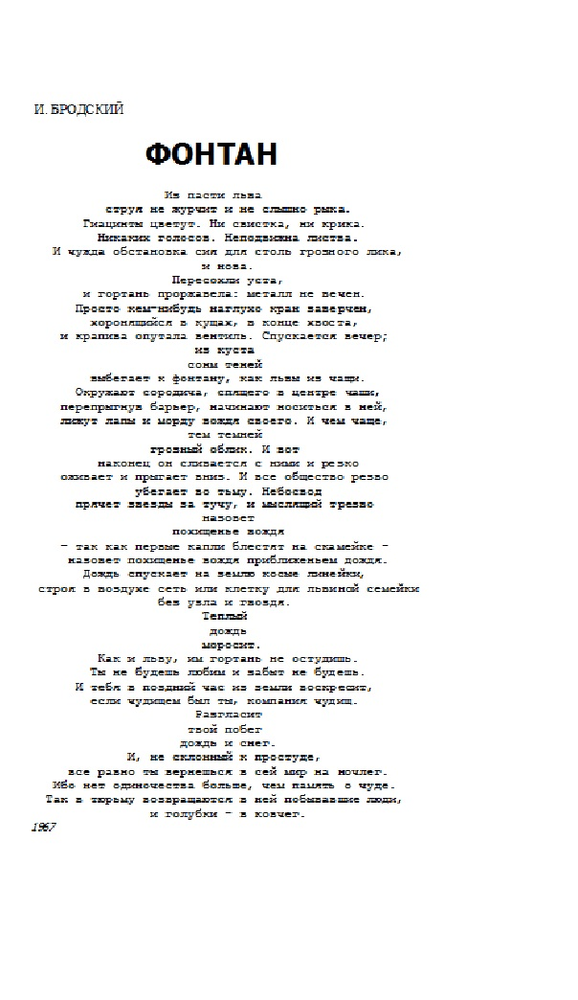 И. БРОДСКИЙ
ФОНТАН
Из пасти льва
струя не журчит и не слышно рыка.
Гиацинты цветут. Ни свистка, ни крика.
Никаких голосов. Неподвижна листва.
И чужда обстановка сия для столь грозного лика,
и нова.
Пересохли уста,
и гортань проржавела: металл не вечен.
Просто кем-нибудь наглухо кран заверчен,
хоронящийся в кущах, в конце хвоста,
и крапива опутала вентиль. Спускается вечер;
из куста
сонм теней
выбегает к фонтану, как львы из чащи.
Окружают сородича, спящего в центре чаши,
перепрыгнув барьер, начинают носиться в ней,
лижут лапы и морду вождя своего. И чем чаще,
тем темней
грозный облик. И вот
наконец он сливается с ними и резко
оживает и прыгает вниз. И все общество резво
убегает во тьму. Небосвод
прячет звезды за тучу, и мыслящий трезво
назовет
похищенье вождя
– так как первые капли блестят на скамейке –
назовет похищенье вождя приближеньем дождя.
Дождь спускает на землю косые линейки,
строя в воздухе сеть или клетку для львиной семейки
без узла и гвоздя.
Теплый
дождь
моросит.
Как и льву, им гортань не остудишь.
Ты не будешь любим и забыт не будешь.
И тебя в поздний час из земли воскресит,
если чудищем был ты, компания чудищ.
Разгласит
твой побег
дождь и снег.
И, не склонный к простуде,
все равно ты вернешься в сей мир на ночлег.
Ибо нет одиночества больше, чем память о чуде.
Так в тюрьму возвращаются в ней побывавшие люди,
и голубки – в ковчег.
1967